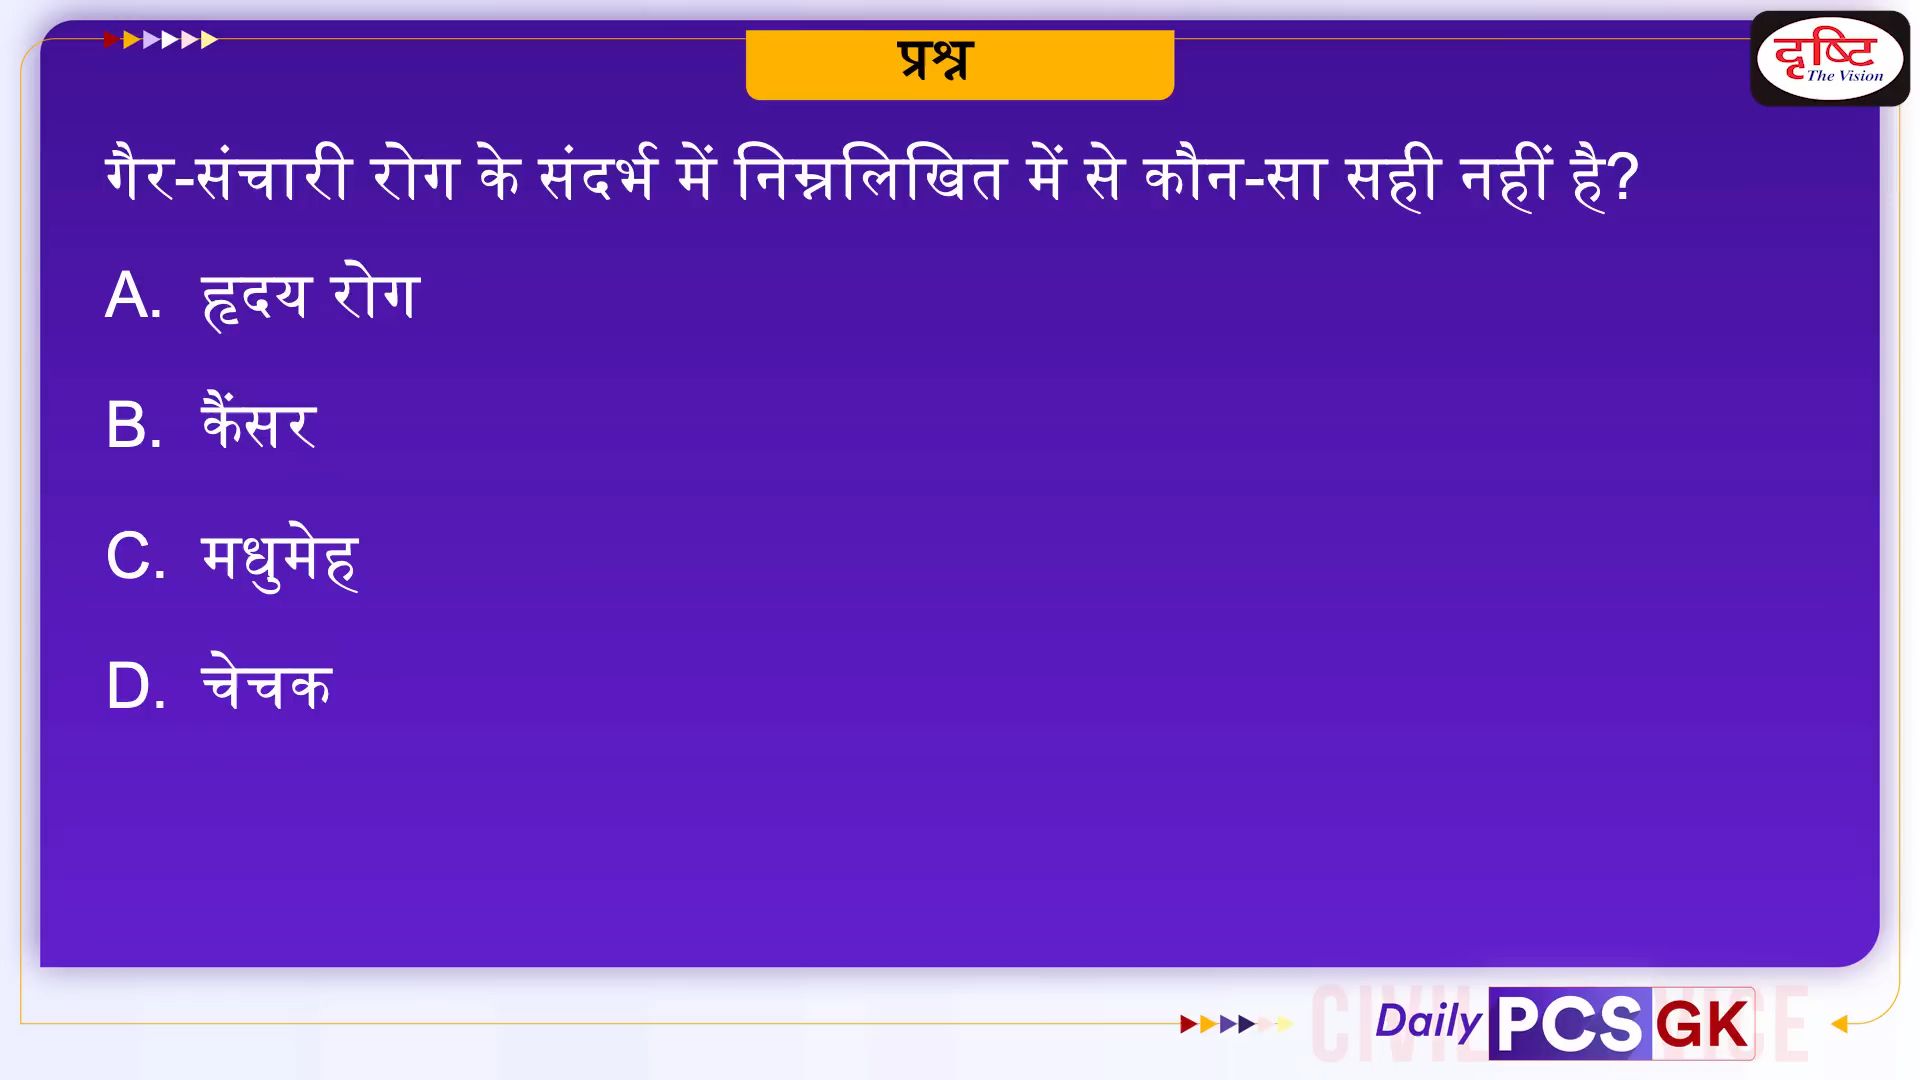 प्रश्न
दृष्टि
The Vision
गैर-संचारी रोग के संदर्भ में निम्नलिखित में से कौन-सा सही नहीं है?
A. हृदय रोग
B. कैंसर
C. मधुमेह
D. चेचक
Daily PCS GK